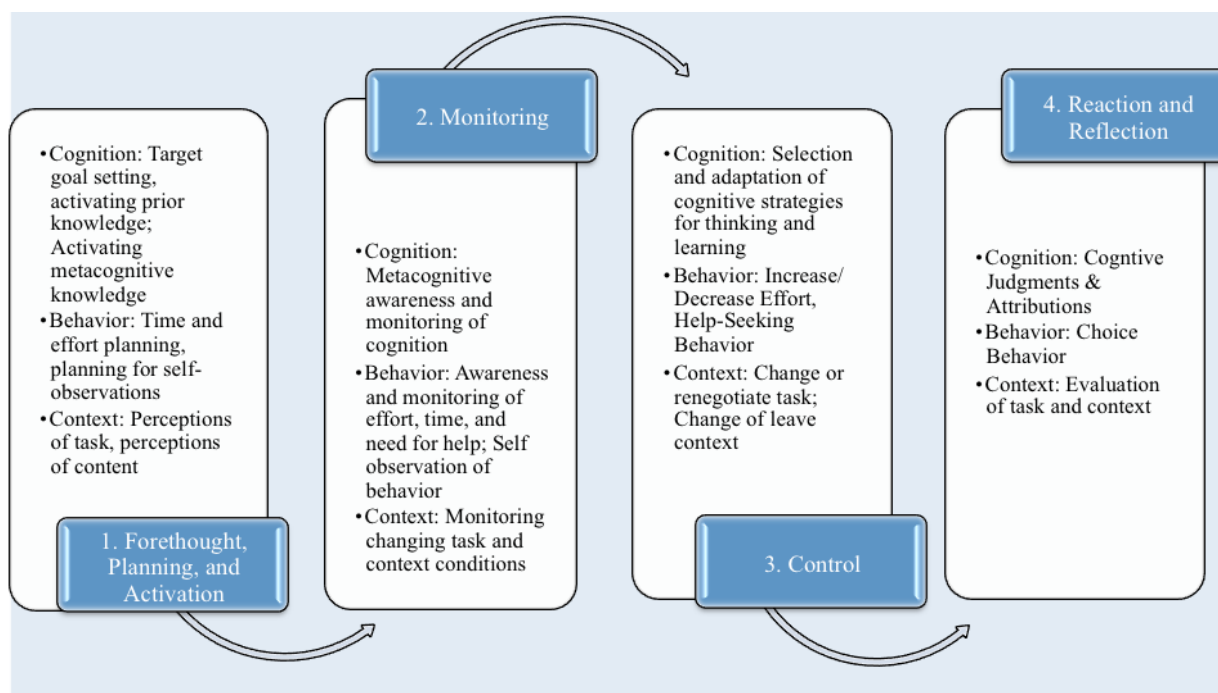 •Cognition: Target
goal setting,
activating prior
knowledge;
Activating
metacognitive
knowledge
•Behavior: Time and
effort planning,
planning for self-
observations
•Context: Perceptions
of task, perceptions
of content
1. Forethought,
Planning, and
Activation
2. Monitoring
•Cognition:
Metacognitive
awareness and
monitoring of
cognition
•Behavior: Awareness
and monitoring of
effort, time, and
need for help; Self
observation of
behavior
•Context: Monitoring
changing task and
context conditions
•Cognition: Selection
and adaptation of
cognitive strategies
for thinking and
learning
•Behavior: Increase/
Decrease Effort,
Help-Seeking
Behavior
•Context: Change or
renegotiate task;
Change of leave
context
3. Control
4. Reaction and
Reflection
•Cognition: Cogntive
Judgments &
Attributions
•Behavior: Choice
Behavior
•Context: Evaluation
of task and context